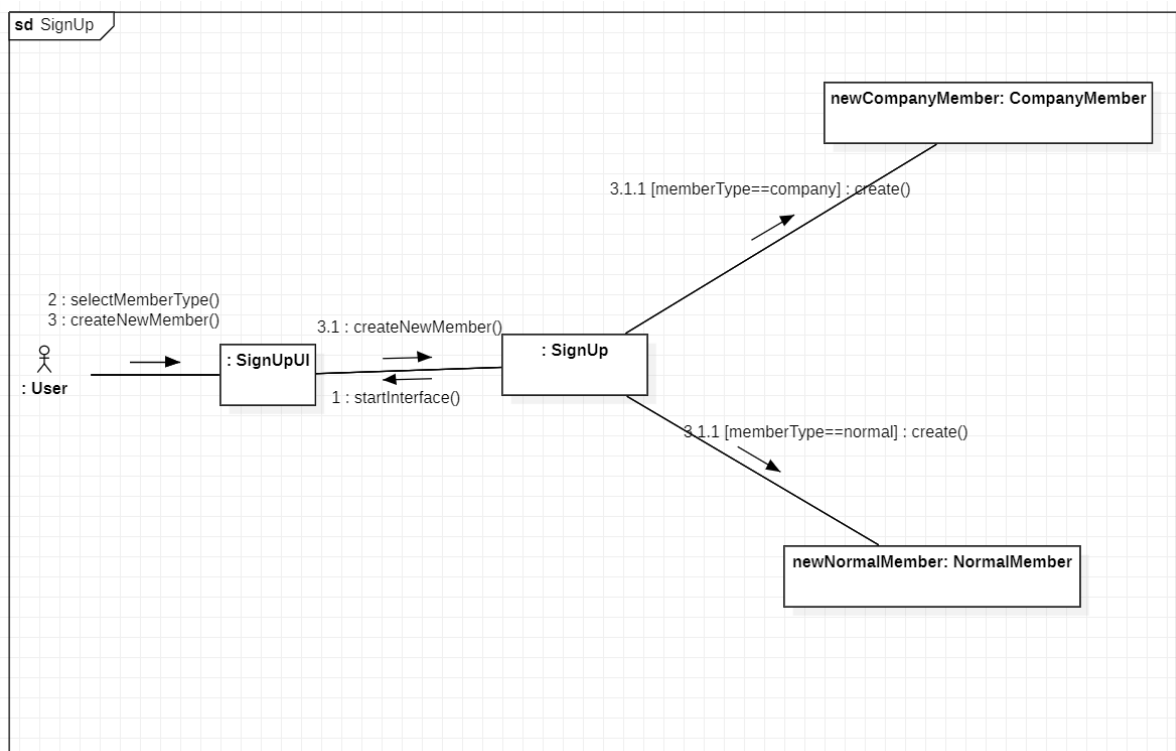 sd SignUp
newCompanyMember: CompanyMember
3.1.1 [memberType==company] : create()
2 : selectMemberType()
3 : createNewMember()
3.1 : createNewMember()
: SignUp
: SignUpUI
: User
1 : startInterface()
3.1.1 [memberType==normal] : create()
newNormalMember: NormalMember